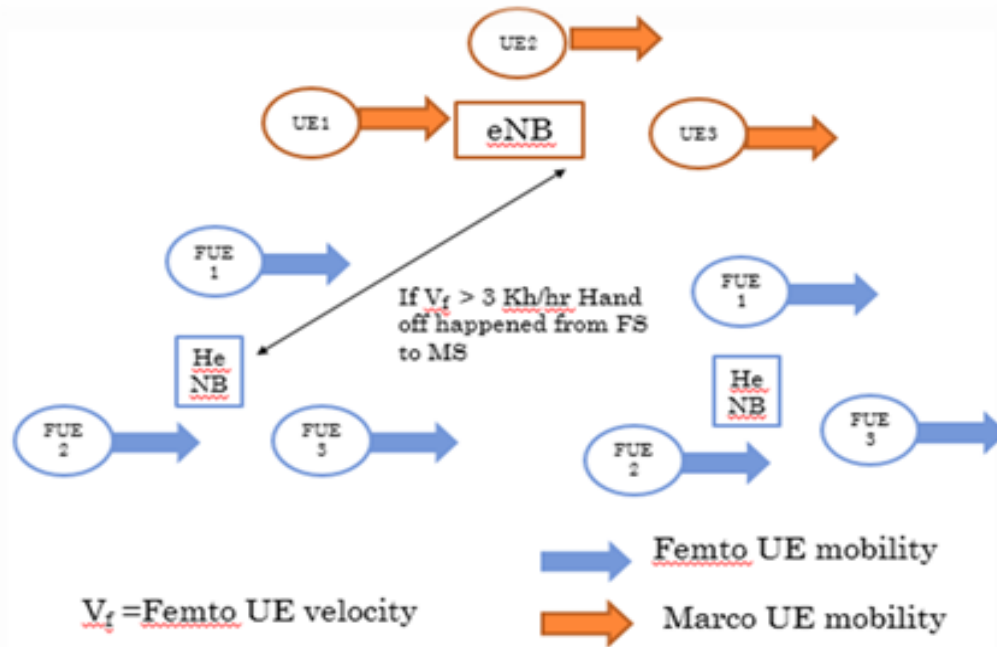 UE2
UE1
eNB
UE3
FUE
1
FUE
1
If Vf > 3 Kh/hr Hand
off happened from FS
to MS
He
NB
He
NB
FUE
2
FUE
3
FUE
3
FUE
2
Femto UE mobility
Vf =Femto UE velocity
Marco UE mobility